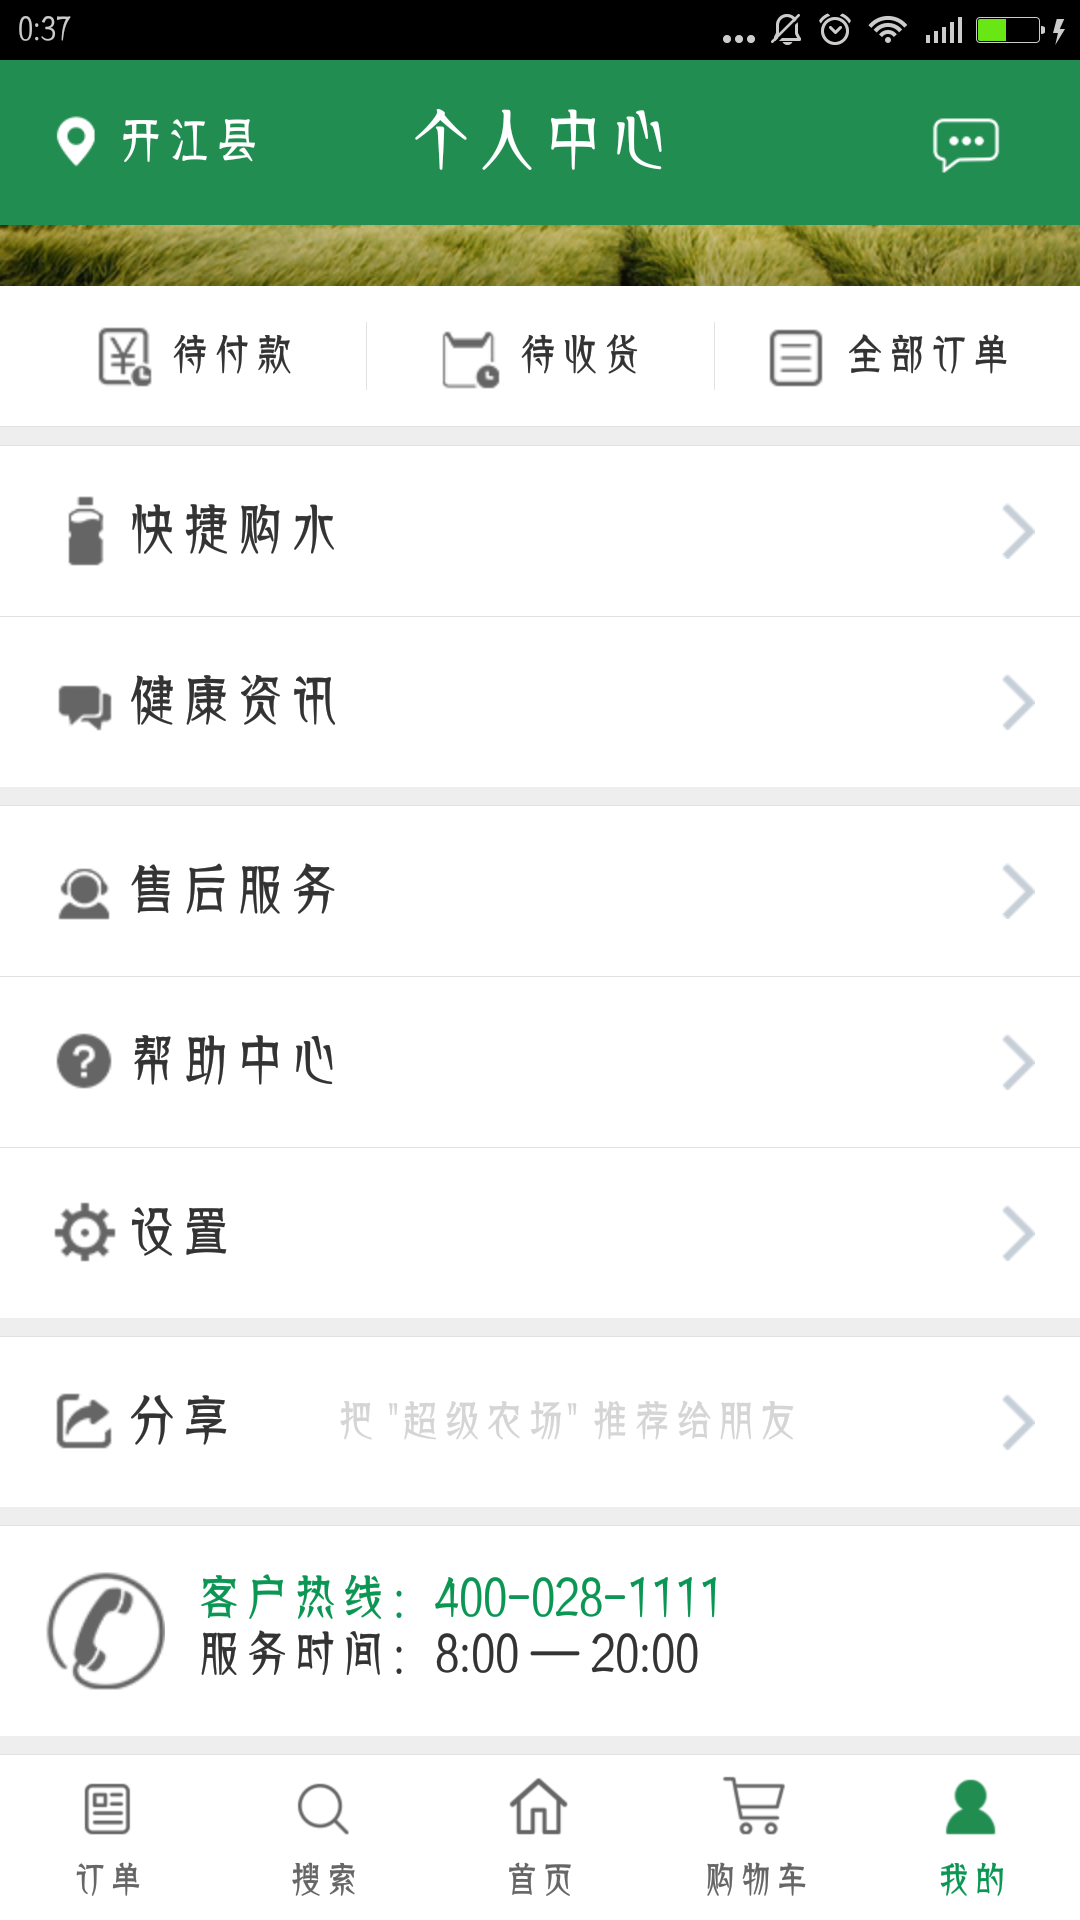 0:37
开江县 个人中心
待付款 待收货 全部订单
快捷购水
健康资讯
售后服务
帮助中心
设置
分享 把"超级农场"推荐给朋友
客户热线：400-028-1111
服务时间：8:00 — 20:00
订单 搜索 首页 购物车 我的